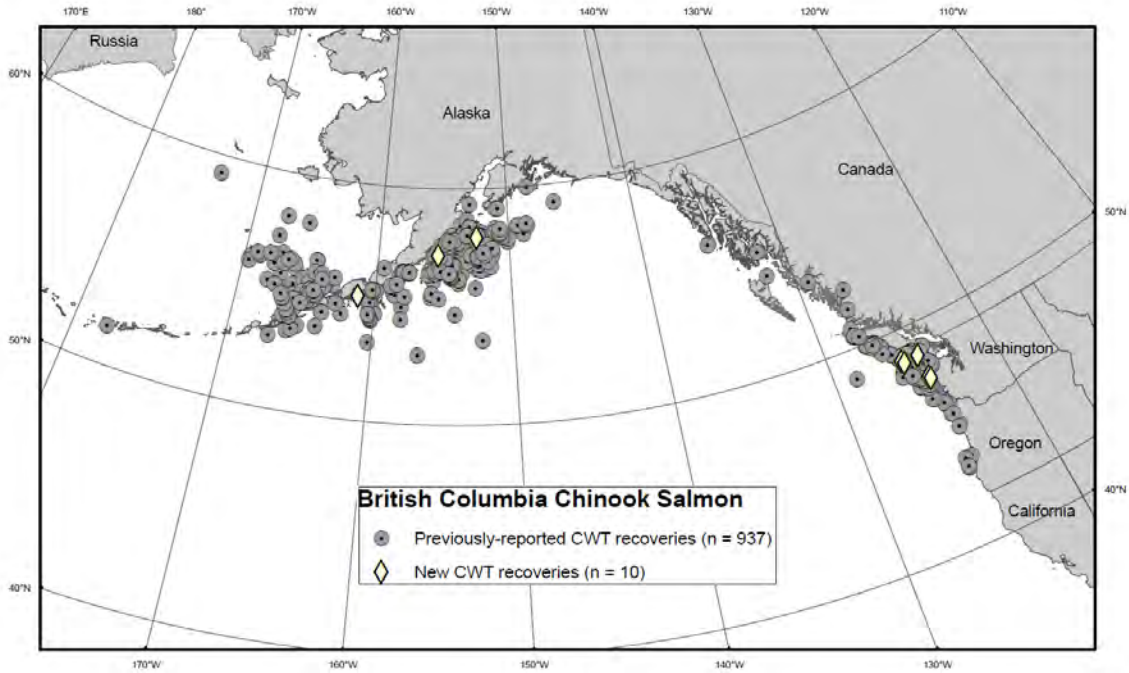 170°E 180° 170°W 160°W 150°W 140°W 130°W 120°W 110°W
Russia
60°N
Alaska
Canada
50°N
50°N
Washington
Oregon
British Columbia Chinook Salmon
Previously-reported CWT recoveries (n = 937)
New CWT recoveries (n = 10)
40°N
California
40°N
170°W 160°W 150°W 140°W 130°W